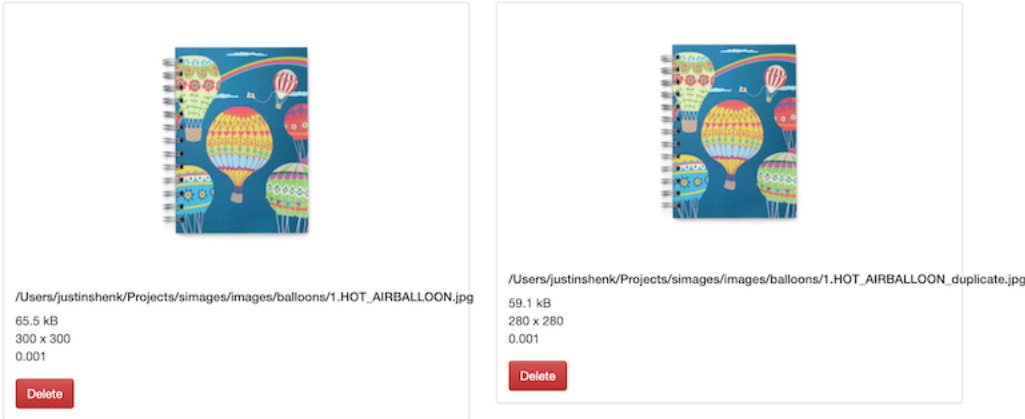 /Users/justinshenk/Projects/simages/images/balloons/1.HOT_AIRBALLOON.jpg
65.5 kB
300 x 300
0.001
Delete
/Users/justinshenk/Projects/simages/images/balloons/1.HOT_AIRBALLOON_duplicate.jpg
59.1 kB
280 x 280
0.001
Delete